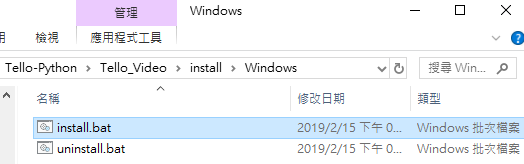 管理
Windows
檢視
應用程式工具
Tello-Python > Tello_Video > install > Windows
搜尋 Win...
名稱
修改日期
類型
install.bat
2019/2/15 下午 0...
Windows 批次檔案
uninstall.bat
2019/2/15 下午 0...
Windows 批次檔案